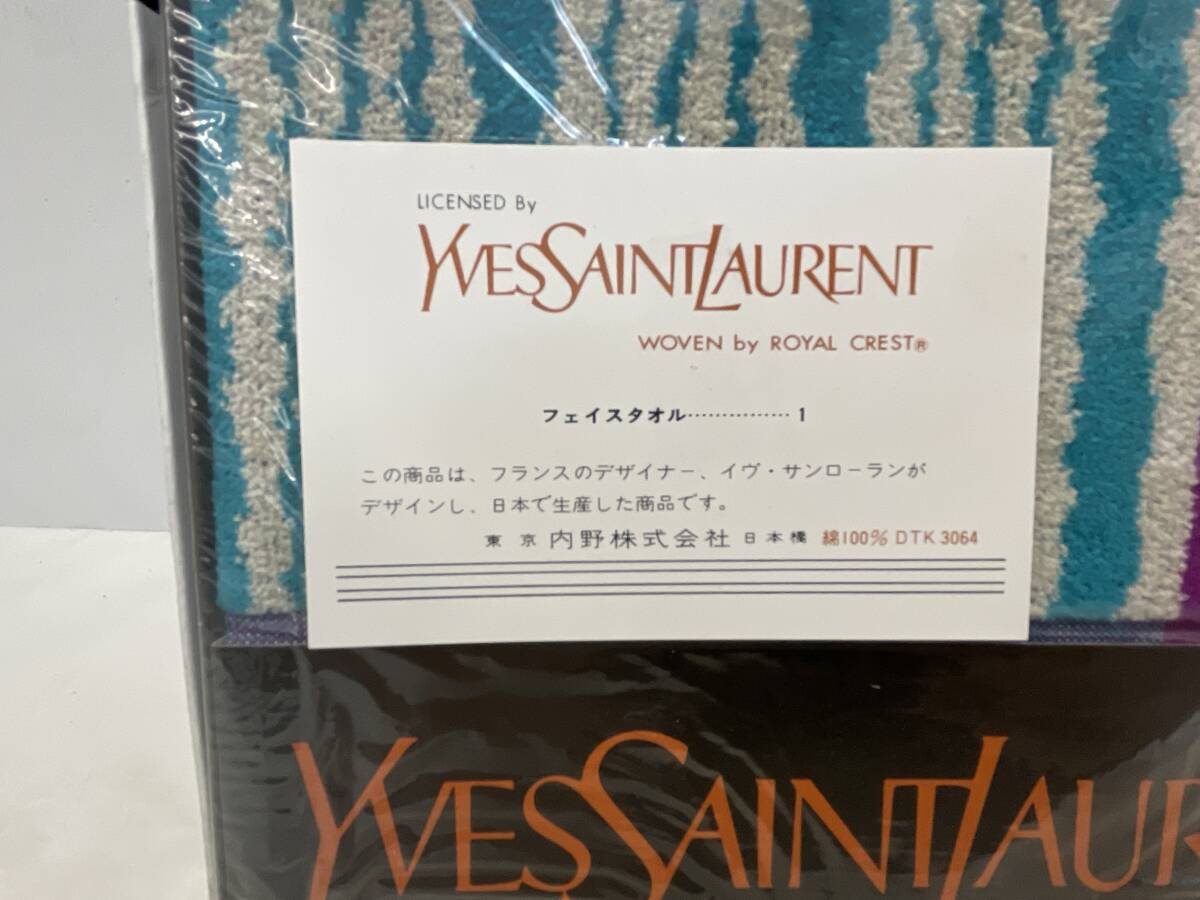 LICENSED By
YVESSAINTLAURENT
WOVEN by ROYAL CREST®
フェイスタオル……………1
この商品は、フランスのデザイナー、イヴ・サンローランが
デザインし、日本で生産した商品です。
東京 内野株式会社 日本橋 綿100% DTK 3064
YVESSAINTLAUR